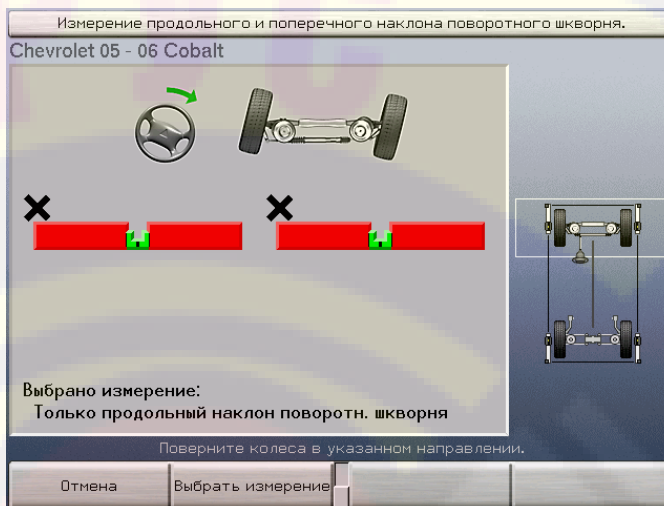 Измерение продольного и поперечного наклона поворотного шкворня.
Chevrolet 05 - 06 Cobalt
Выбрано измерение:
Только продольный наклон поворотн. шкворня
Поверните колеса в указанном направлении.
Отмена
Выбрать измерение